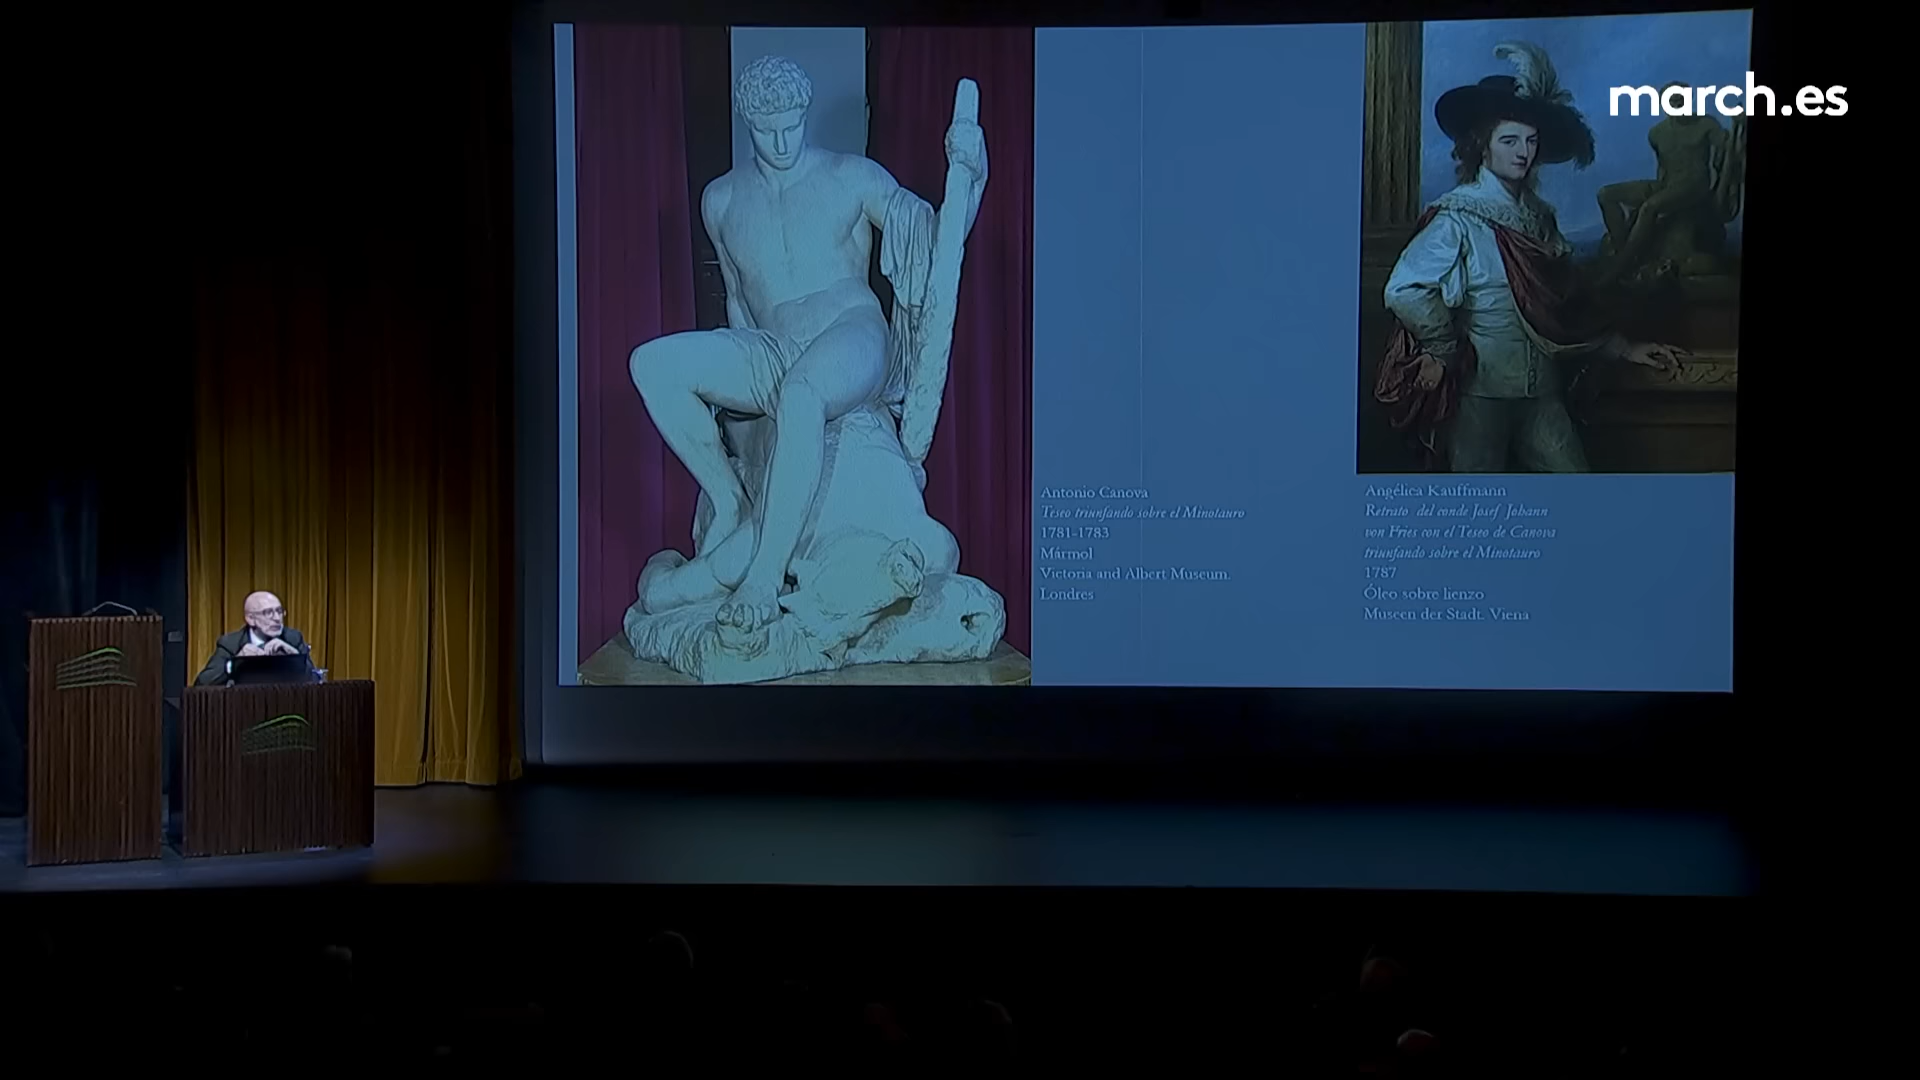 march.es
Antonio Canova
Teseo triunfando sobre el Minotauro
1781-1783
Mármol
Victoria and Albert Museum.
Londres
Angélica Kauffmann
Retrato del conde Josef Johann
von Fries con el Teseo de Canova
triunfando sobre el Minotauro
1787
Óleo sobre lienzo
Museen der Stadt. Viena